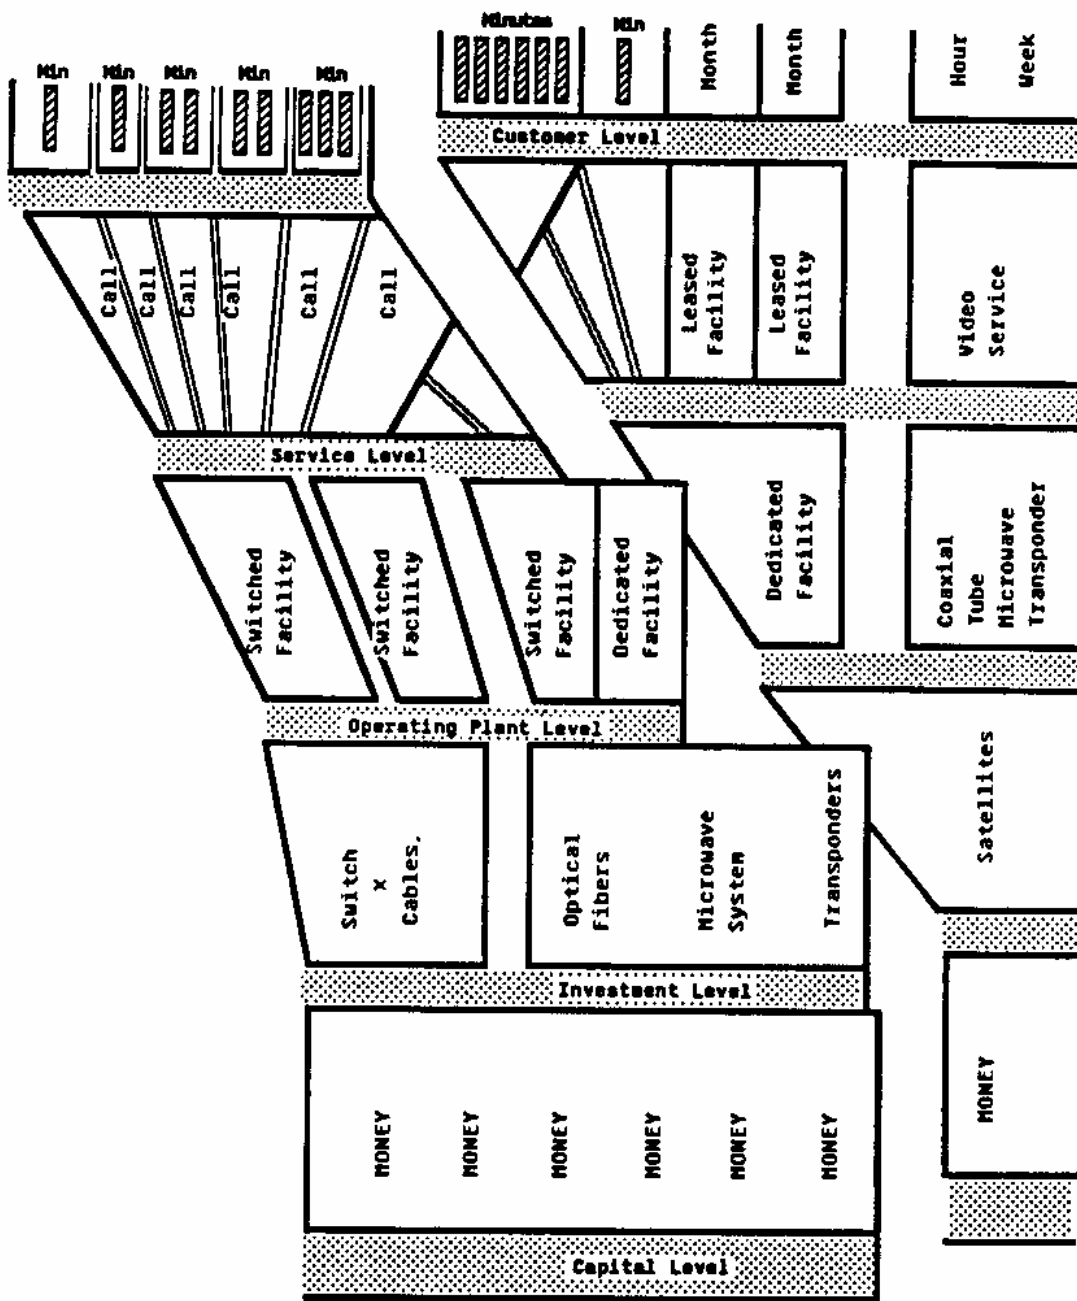 Min
Min
Min
Min
Min
Minutes
Min
Month
Month
Hour
Week
Customer Level
Call
Call
Call
Call
Call
Call
Leased
Facility
Leased
Facility
Video
Service
Service Level
Switched
Facility
Switched
Facility
Switched
Facility
Dedicated
Facility
Dedicated
Facility
Coaxial
Tube
Microwave
Transponder
Operating Plant Level
Switch
x
Cables.
Optical
Fibers
Microwave
System
Transponders
Satellites
Investment Level
MONEY
MONEY
MONEY
MONEY
MONEY
MONEY
MONEY
Capital Level